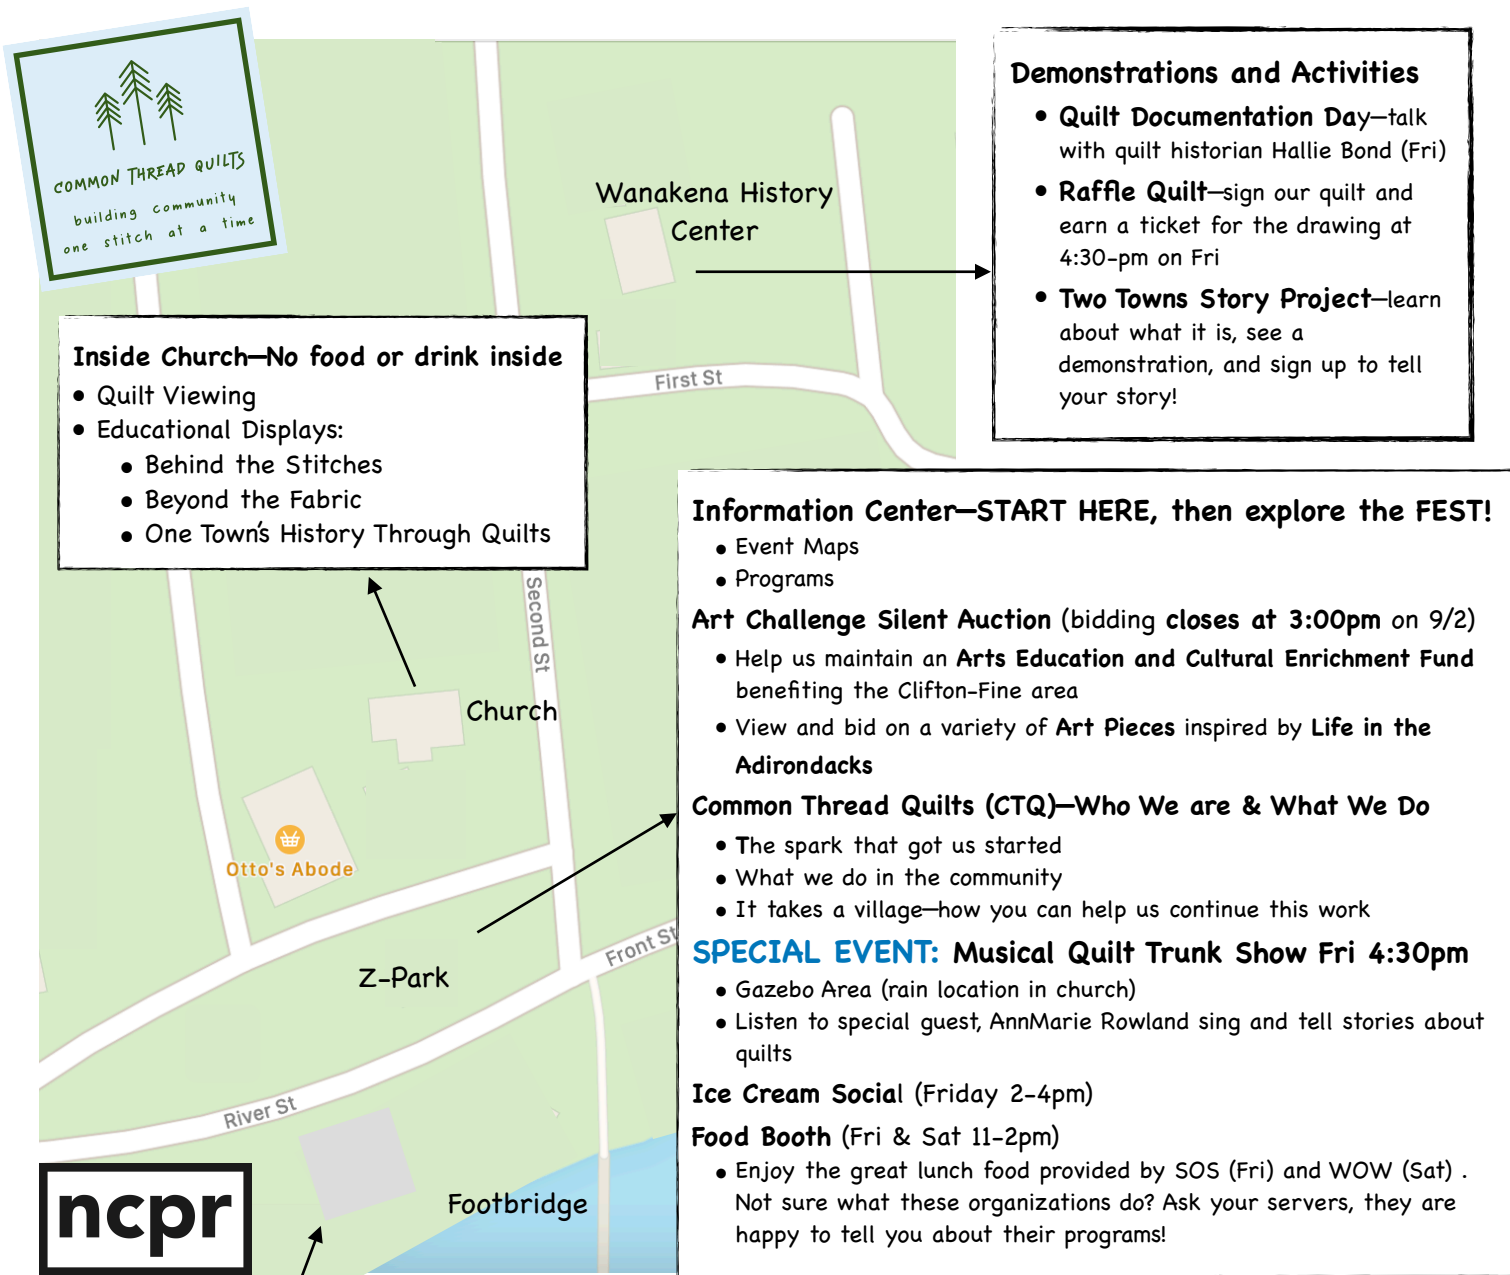 COMMON THREAD QUILTS
building community
one stitch at a time
Wanakena History
Center
Demonstrations and Activities
• Quilt Documentation Day—talk
with quilt historian Hallie Bond (Fri)
• Raffle Quilt—sign our quilt and
earn a ticket for the drawing at
4:30-pm on Fri
• Two Towns Story Project—learn
about what it is, see a
demonstration, and sign up to tell
your story!
Inside Church—No food or drink inside
• Quilt Viewing
• Educational Displays:
• Behind the Stitches
• Beyond the Fabric
• One Town's History Through Quilts
First St
Second St
Church
Otto's Abode
Z-Park
Front St
River St
Footbridge
ncpr
Information Center—START HERE, then explore the FEST!
• Event Maps
• Programs
Art Challenge Silent Auction (bidding closes at 3:00pm on 9/2)
• Help us maintain an Arts Education and Cultural Enrichment Fund
benefiting the Clifton-Fine area
• View and bid on a variety of Art Pieces inspired by Life in the
Adirondacks
Common Thread Quilts (CTQ)—Who We are & What We Do
• The spark that got us started
• What we do in the community
• It takes a village—how you can help us continue this work
SPECIAL EVENT: Musical Quilt Trunk Show Fri 4:30pm
• Gazebo Area (rain location in church)
• Listen to special guest, AnnMarie Rowland sing and tell stories about
quilts
Ice Cream Social (Friday 2-4pm)
Food Booth (Fri & Sat 11-2pm)
• Enjoy the great lunch food provided by SOS (Fri) and WOW (Sat) .
Not sure what these organizations do? Ask your servers, they are
happy to tell you about their programs!